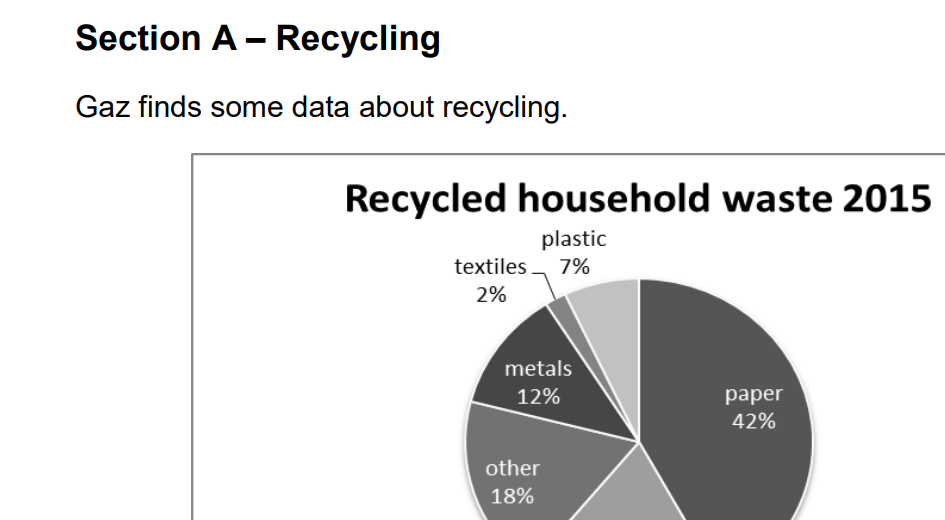 Section A – Recycling
Gaz finds some data about recycling.
Recycled household waste 2015
plastic
7%
textiles
2%
metals
12%
paper
42%
other
18%